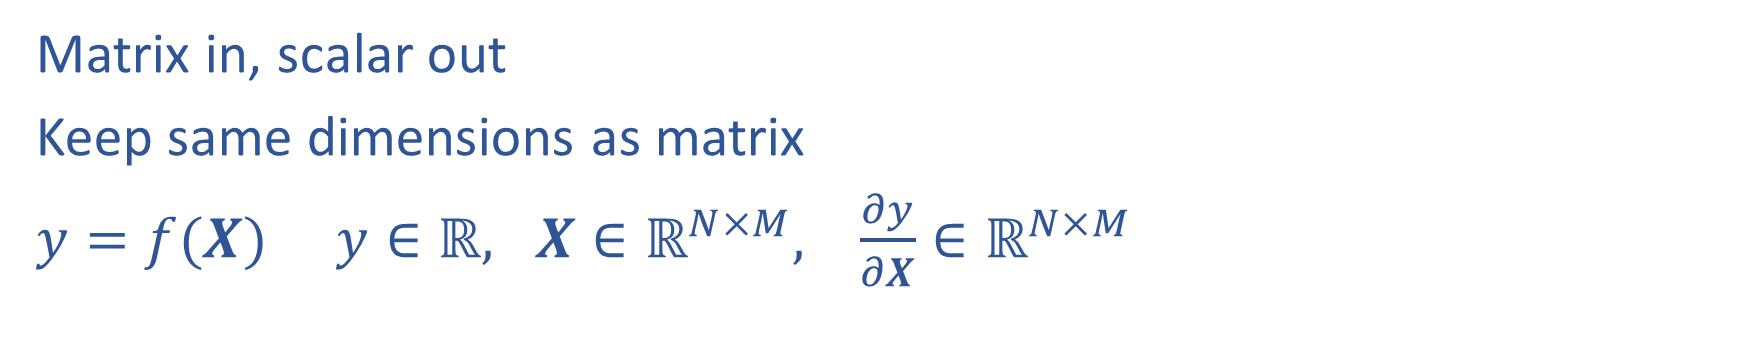 Matrix in, scalar out
Keep same dimensions as matrix
y = f(X) y ∈ ℝ, X ∈ ℝ^{N×M}, ∂y/∂X ∈ ℝ^{N×M}